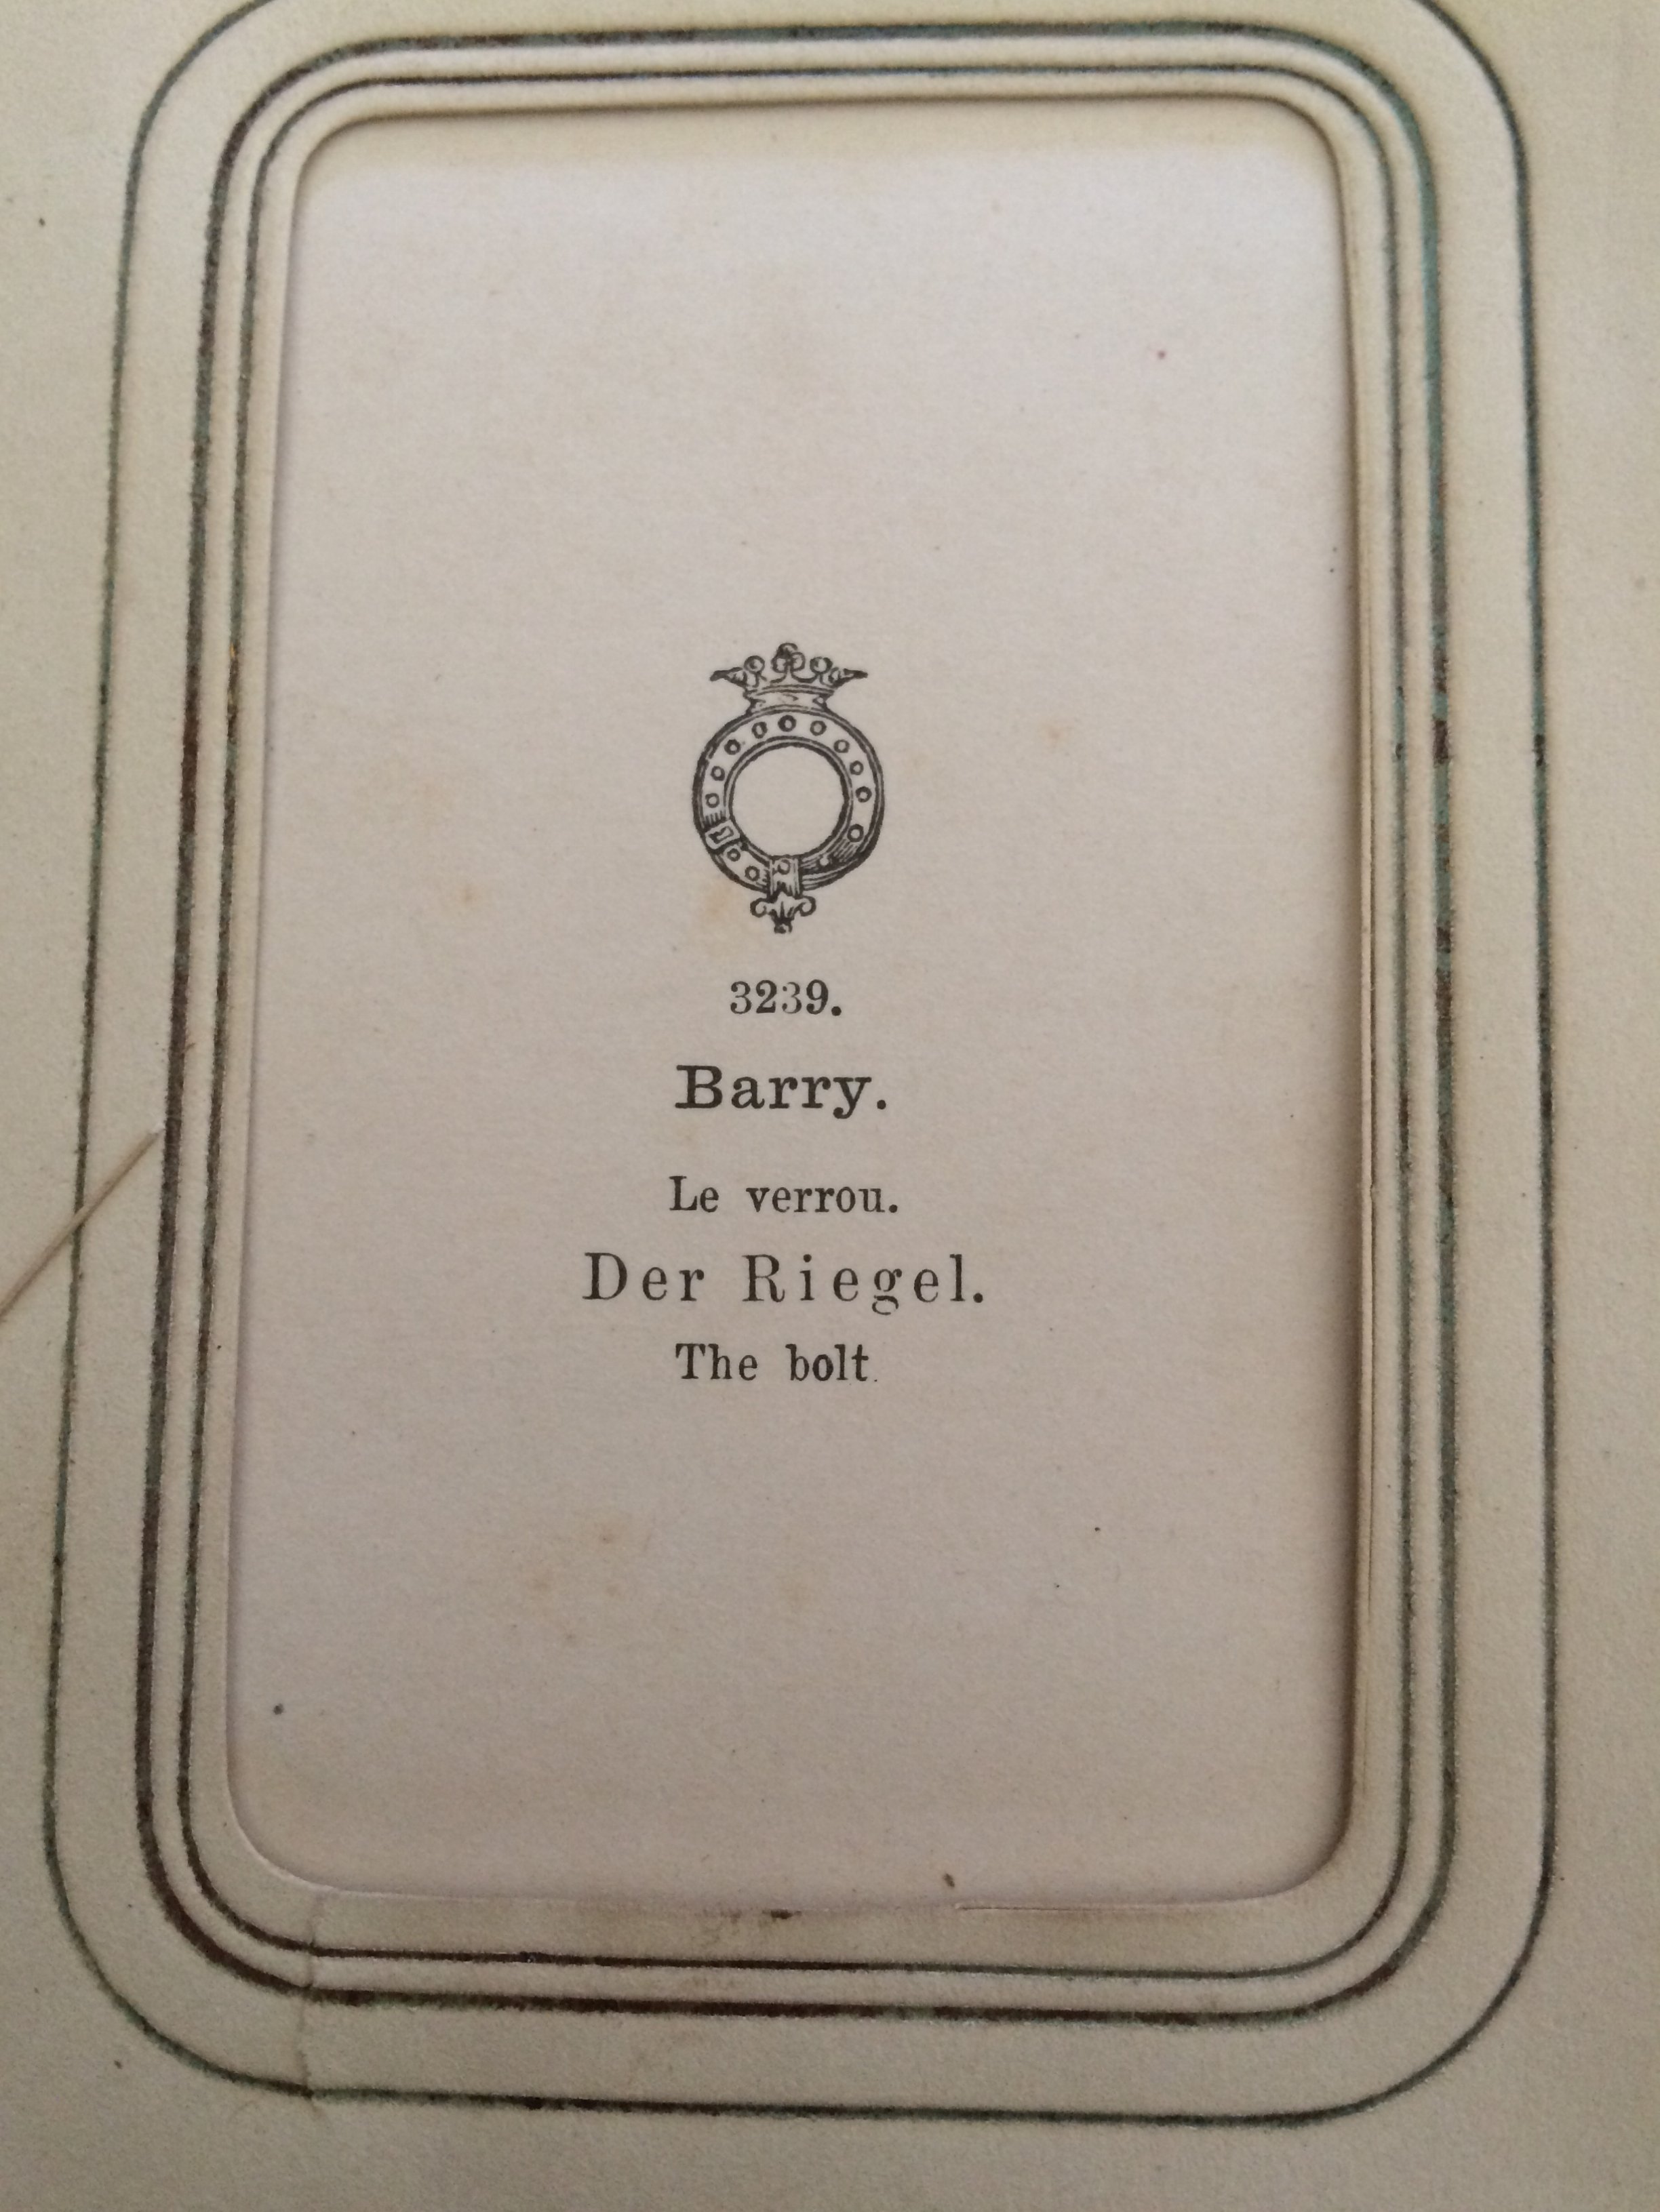 3239.
Barry.
Le verrou.
Der Riegel.
The bolt.